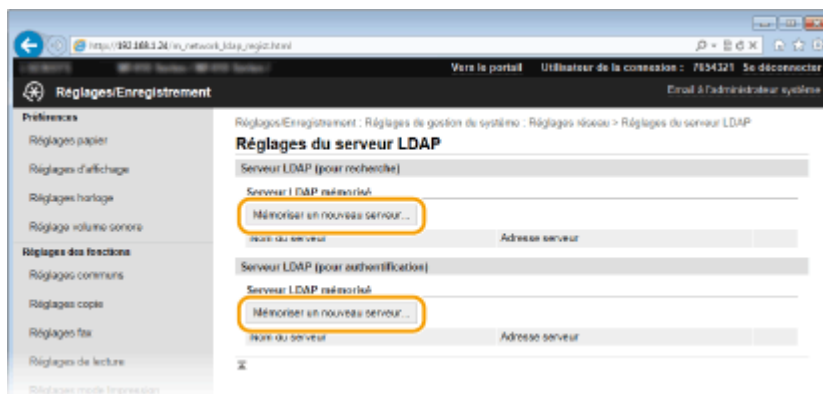 http://192.168.1.24/m_network_ldap_regist.html
Vers le portail Utilisateur de la connexion : 7654321 Se déconnecter
Réglages/Enregistrement
Email à l'administrateur système
Préférences
Réglages papier
Réglages d'affichage
Réglages horloge
Réglage volume sonore
Réglages des fonctions
Réglages communs
Réglages copie
Réglages fax
Réglages de lecture
Réglages mode Impression
Réglages/Enregistrement : Réglages de gestion du système : Réglages réseau > Réglages du serveur LDAP
Réglages du serveur LDAP
Serveur LDAP (pour recherche)
Serveur LDAP mémorisé
Mémoriser un nouveau serveur...
Nom du serveur Adresse serveur
Serveur LDAP (pour authentification)
Serveur LDAP mémorisé
Mémoriser un nouveau serveur...
Nom du serveur Adresse serveur